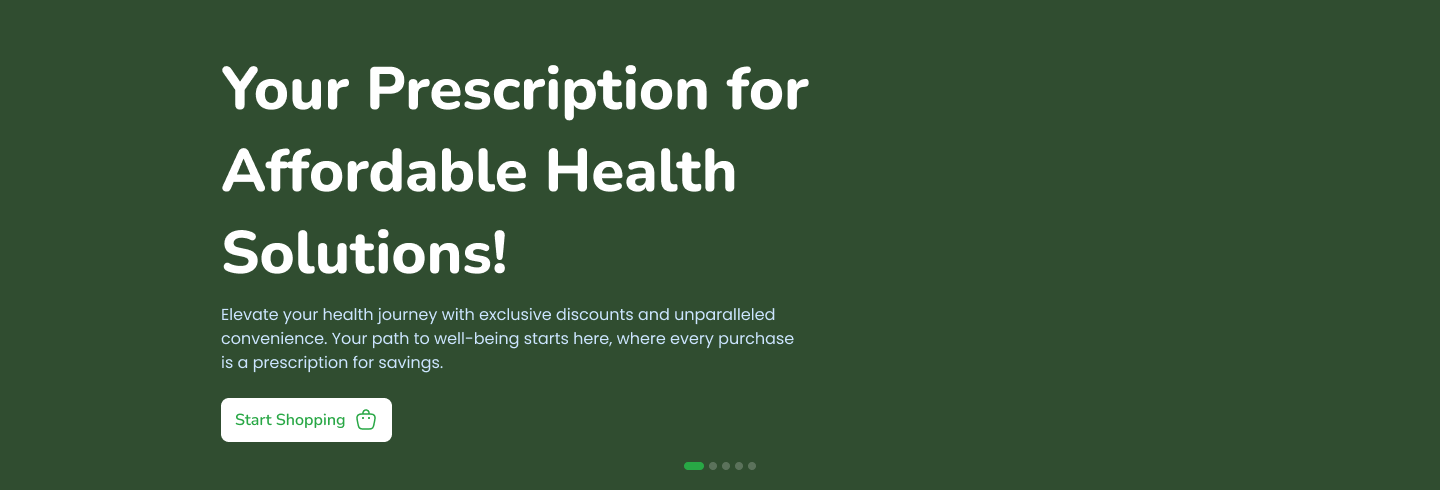 Your Prescription for
Affordable Health
Solutions!
Elevate your health journey with exclusive discounts and unparalleled
convenience. Your path to well-being starts here, where every purchase
is a prescription for savings.
Start Shopping